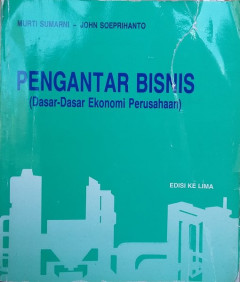 MURTI SUMARNI - JOHN SOEPRIHANTO
PENGANTAR BISNIS
(Dasar-Dasar Ekonomi Perusahaan)
EDISI KE LIMA